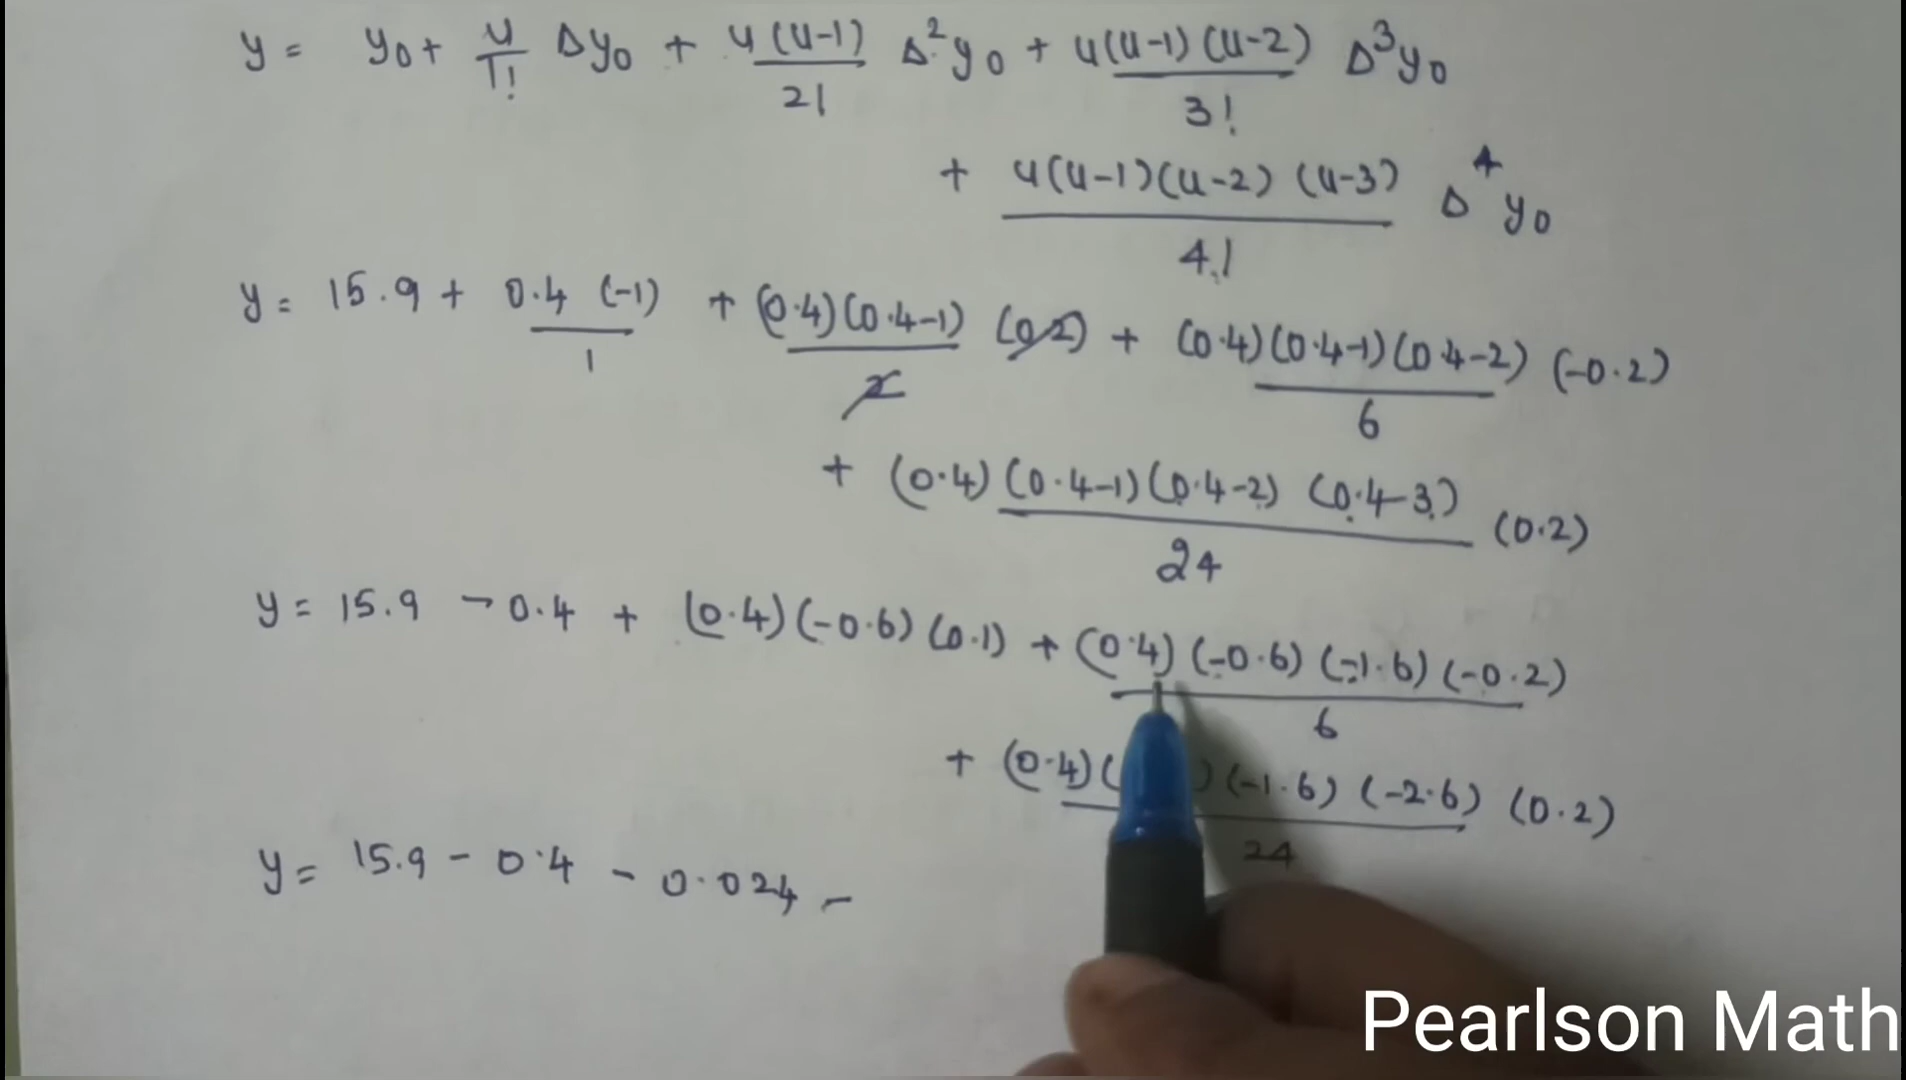 y = y0 + u/1! Δy0 + u(u-1)/2! Δ²y0 + u(u-1)(u-2)/3! Δ³y0
+ u(u-1)(u-2)(u-3)/4! Δ⁴y0
y = 15.9 + 0.4 (-1)/1 + (0.4)(0.4-1)/2 (0.2) + (0.4)(0.4-1)(0.4-2)/6 (-0.2)
+ (0.4)(0.4-1)(0.4-2)(0.4-3)/24 (0.2)
y = 15.9 - 0.4 + (0.4)(-0.6)(0.1) + (0.4)(-0.6)(-1.6)(-0.2)/6
+ (0.4)( )(-1.6)(-2.6)/24 (0.2)
y = 15.9 - 0.4 - 0.024 -
Pearlson Math